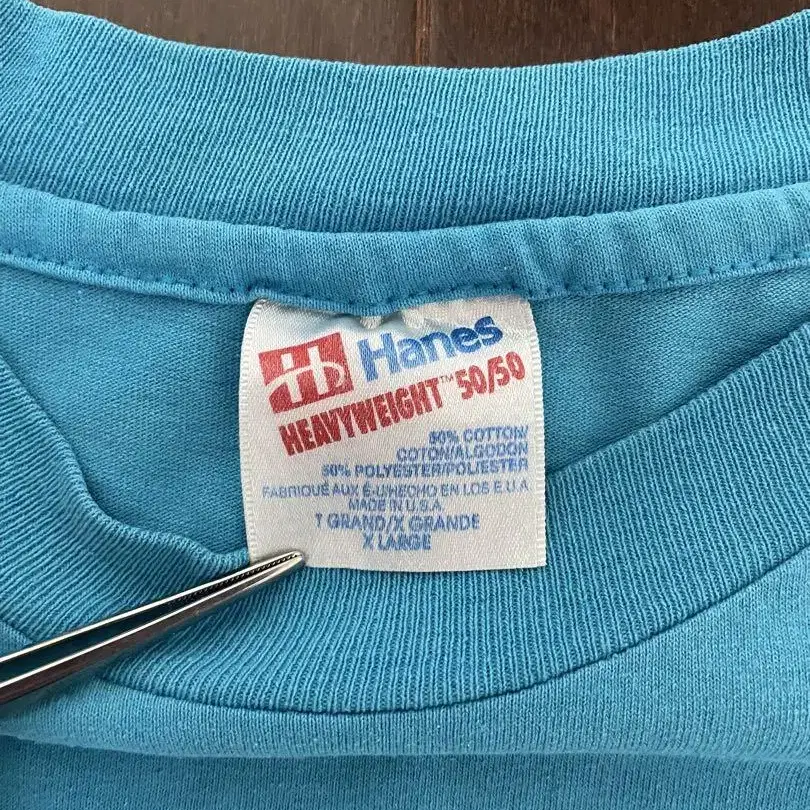 H Hanes
HEAVYWEIGHT™ 50/50
50% COTTON/
COTON/ALGODON
50% POLYESTER/POLIESTER
FABRIQUÉ AUX É-U/HECHO EN LOS E.U.A.
MADE IN U.S.A.
T GRAND/X GRANDE
X LARGE